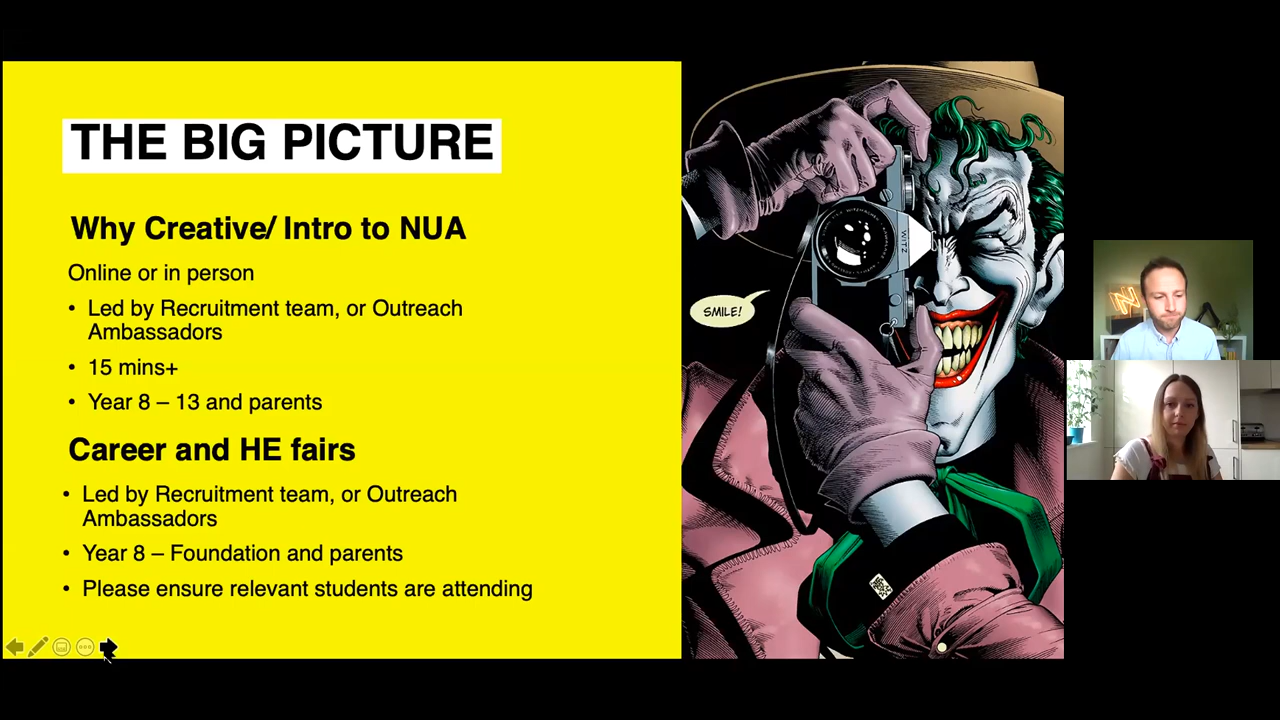 THE BIG PICTURE
Why Creative/ Intro to NUA
Online or in person
• Led by Recruitment team, or Outreach
Ambassadors
• 15 mins+
• Year 8 – 13 and parents
Career and HE fairs
• Led by Recruitment team, or Outreach
Ambassadors
• Year 8 – Foundation and parents
• Please ensure relevant students are attending
SMILE!
WITZ